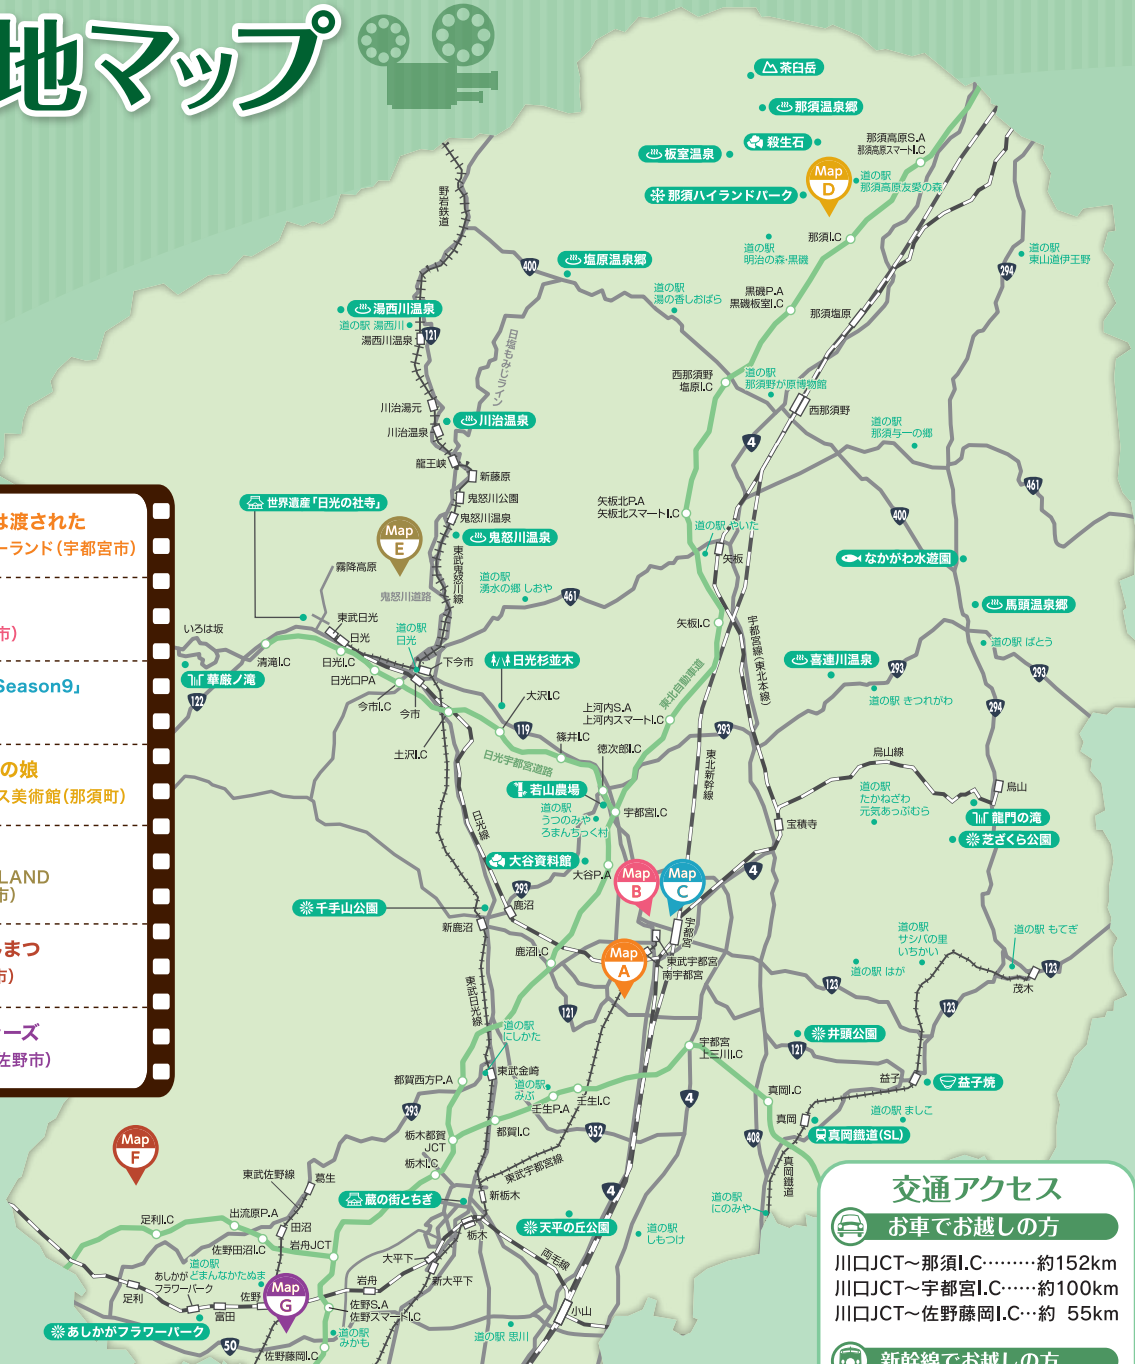 地マップ
茶臼岳
那須温泉郷
殺生石
板室温泉
那須高原S.A
那須高原スマートI.C
Map
D
道の駅
那須高原友愛の森
那須ハイランドパーク
野岩鉄道
那須I.C
道の駅
明治の森・黒磯
道の駅
東山道伊王野
294
塩原温泉郷
400
道の駅
湯の香しおばら
黒磯P.A
黒磯板室I.C
那須塩原
湯西川温泉
道の駅 湯西川
湯西川温泉
121
日塩もみじライン
西那須野
塩原I.C
道の駅
那須野が原博物館
西那須野
川治湯元
川治温泉
川治温泉
道の駅
那須与一の郷
4
龍王峡
新藤原
461
世界遺産「日光の社寺」
鬼怒川公園
鬼怒川温泉
鬼怒川温泉
矢板北P.A
矢板北スマートI.C
400
道の駅 やいた
矢板
なかがわ水遊園
Map
E
東武鬼怒川線
霧降高原
鬼怒川道路
道の駅
湧水の郷 しおや
461
馬頭温泉郷
道の駅 ばとう
いろは坂
東武日光
日光
道の駅
日光
矢板I.C
宇都宮線(東北本線)
清滝I.C
日光I.C
日光口PA
下今市
日光杉並木
喜連川温泉
293
293
華厳ノ滝
122
今市I.C
今市
大沢I.C
東北自動車道
道の駅 きつれがわ
294
上河内S.A
上河内スマートI.C
119
篠井I.C
徳次郎I.C
293
土沢I.C
日光宇都宮道路
東北新幹線
烏山線
烏山
若山農場
道の駅
うつのみや
ろまんちっく村
宇都宮I.C
道の駅
たかねざわ
元気あっぷむら
宝積寺
龍門の滝
芝ざくら公園
日光線
大谷資料館
大谷P.A
Map
B
Map
C
4
293
千手山公園
鹿沼
新鹿沼
宇都宮
鹿沼I.C
Map
A
東武宇都宮
南宇都宮
道の駅
サシバの里
いちかい
道の駅 もてぎ
道の駅 はが
123
茂木
123
123
東武日光線
121
道の駅
にしかた
井頭公園
121
宇都宮
上三川I.C
東武金崎
都賀西方P.A
道の駅
みぶ
壬生P.A
壬生I.C
益子
益子焼
真岡I.C
4
293
真岡
道の駅 ましこ
栃木都賀
JCT
都賀I.C
352
408
真岡鐵道(SL)
Map
F
栃木I.C
東武宇都宮線
真岡鐵道
東武佐野線
葛生
蔵の街とちぎ
新栃木
4
道の駅
にのみや
足利I.C
出流原P.A
田沼
天平の丘公園
佐野田沼I.C
岩舟JCT
栃木
道の駅
しもつけ
大平下
両毛線
道の駅
どまんなかたぬま
あしかが
フラワーパーク
岩舟
新大平下
足利
富田
佐野
Map
G
佐野S.A
佐野スマートI.C
小山
あしかがフラワーパーク
50
道の駅
みかも
道の駅 思川
佐野藤岡I.C
は渡された
ーランド(宇都宮市)
市)
Season9」
の娘
ス美術館(那須町)
LAND
市)
まつ
市)
ーズ
佐野市)
交通アクセス
お車でお越しの方
川口JCT～那須I.C………約152km
川口JCT～宇都宮I.C……約100km
川口JCT～佐野藤岡I.C…約 55km
新幹線でお越しの方